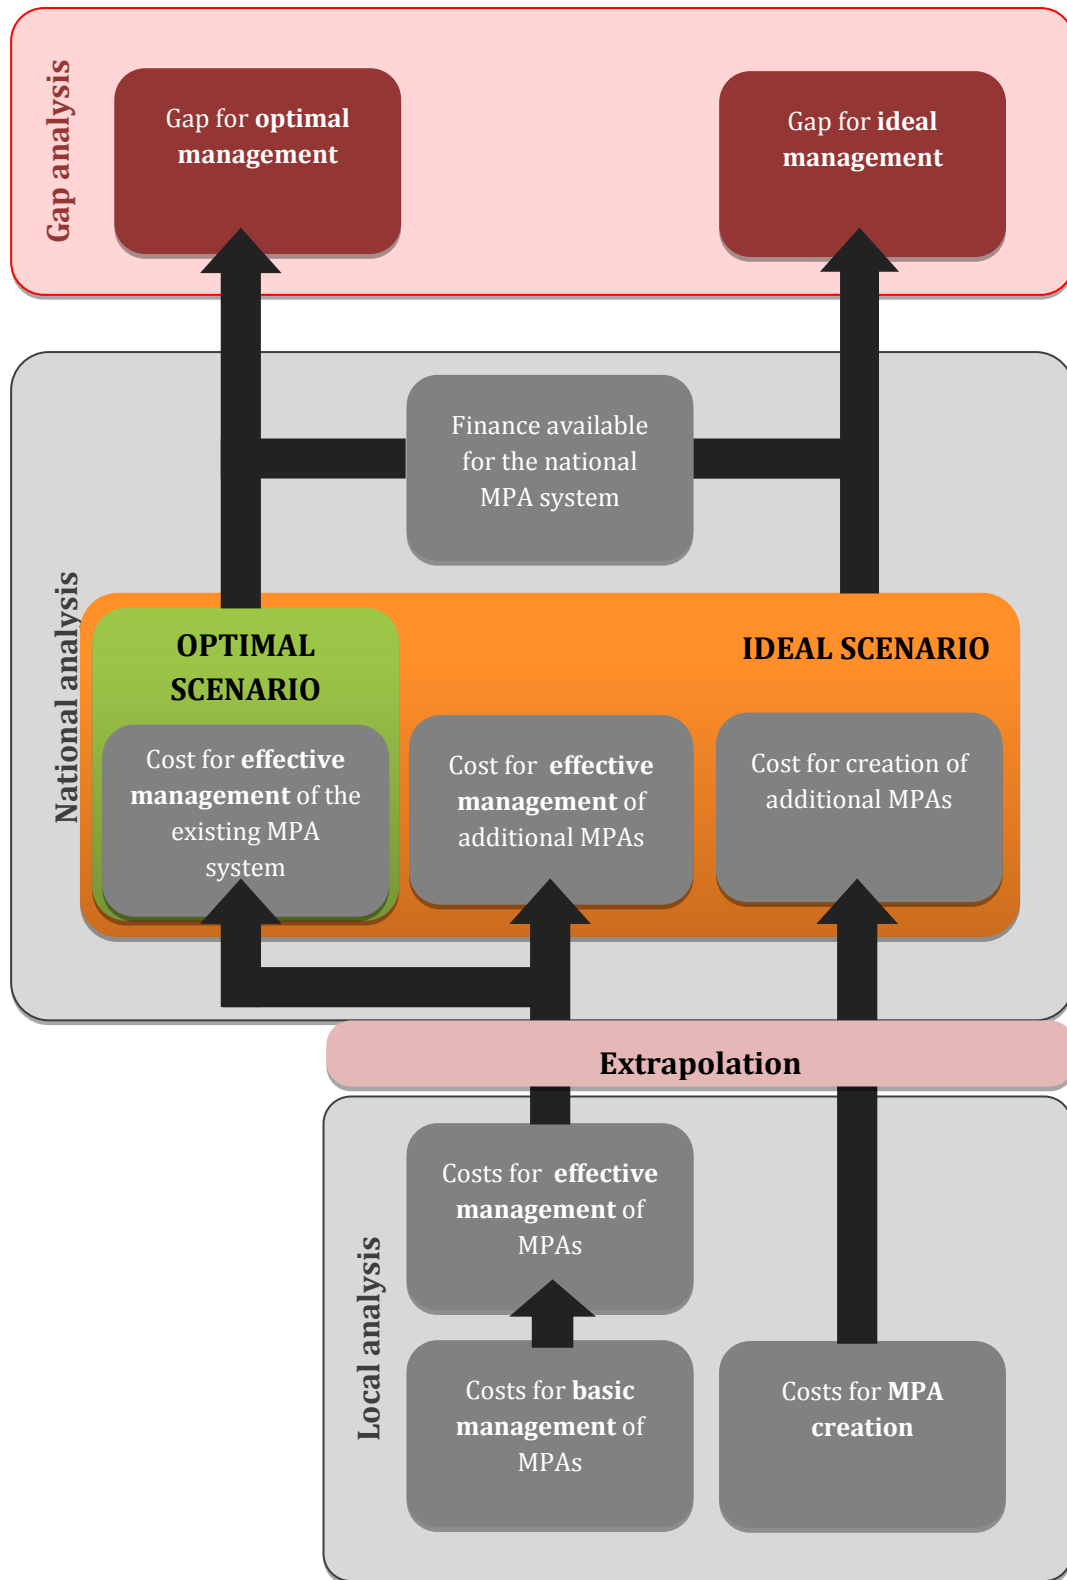 Gap analysis
Gap for optimal
management
Gap for ideal
management
National analysis
Finance available
for the national
MPA system
OPTIMAL
SCENARIO
IDEAL SCENARIO
Cost for effective
management of the
existing MPA
system
Cost for effective
management of
additional MPAs
Cost for creation of
additional MPAs
Extrapolation
Local analysis
Costs for effective
management of
MPAs
Costs for basic
management of
MPAs
Costs for MPA
creation